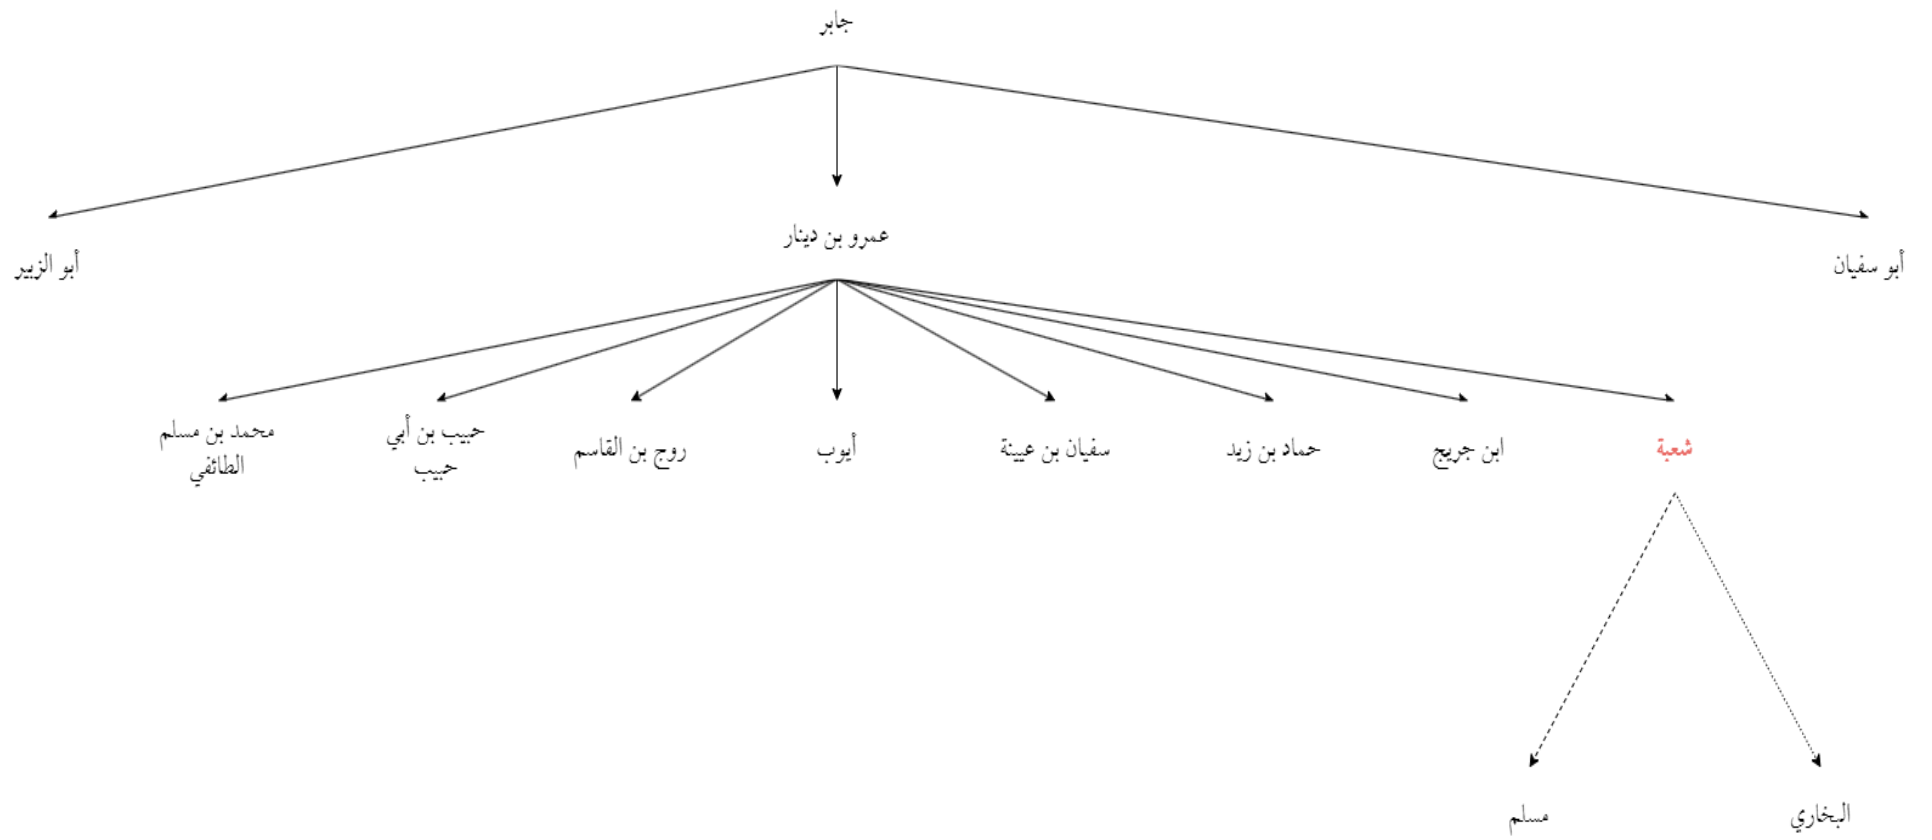 جابر
أبو سفيان
عمرو بن دينار
أبو الزبير
شعبة
ابن جريج
حماد بن زيد
سفيان بن عيينة
أيوب
روح بن القاسم
حبيب بن أبي
حبيب
محمد بن مسلم
الطائفي
البخاري
مسلم